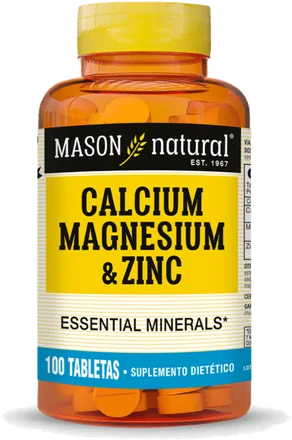 MASON natural®
EST. 1967
CALCIUM
MAGNESIUM
& ZINC
ESSENTIAL MINERALS*
100 TABLETAS • SUPLEMENTO DIETÉTICO